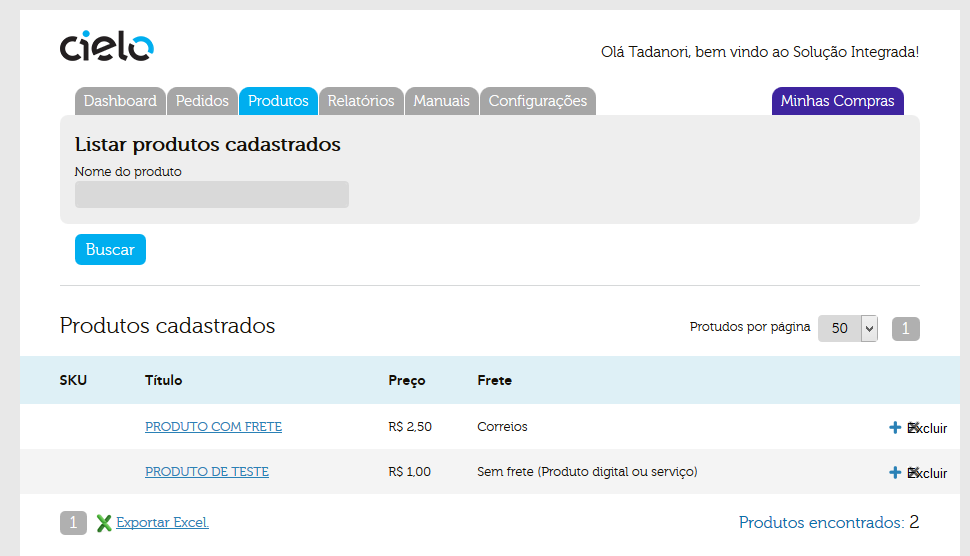 cielo
Olá Tadanori, bem vindo ao Solução Integrada!
Dashboard Pedidos Produtos Relatórios Manuais Configurações Minhas Compras
Listar produtos cadastrados
Nome do produto
Buscar
Produtos cadastrados
Protudos por página 50 1
SKU Título Preço Frete
PRODUTO COM FRETE R$ 2,50 Correios Excluir
PRODUTO DE TESTE R$ 1,00 Sem frete (Produto digital ou serviço) Excluir
1 Exportar Excel. Produtos encontrados: 2